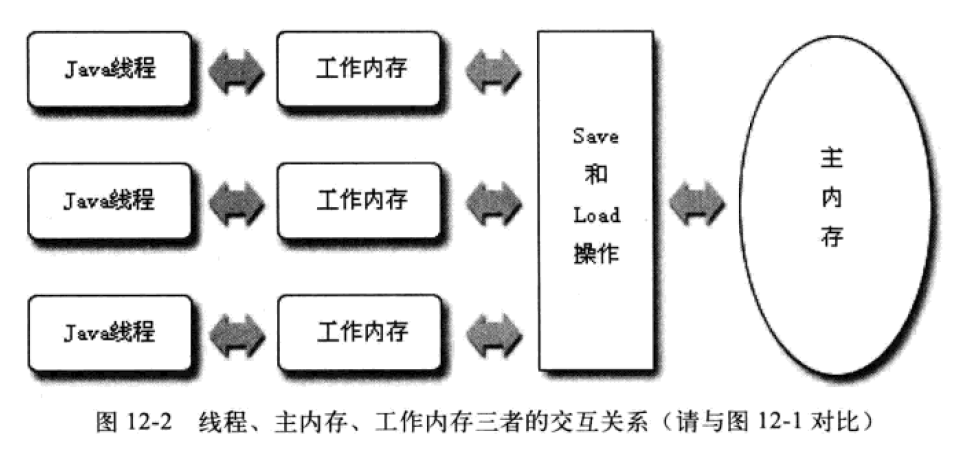 Java线程
工作内存
Java线程
工作内存
Java线程
工作内存
Save
和
Load
操作
主
内
存
图 12-2 线程、主内存、工作内存三者的交互关系（请与图 12-1 对比）